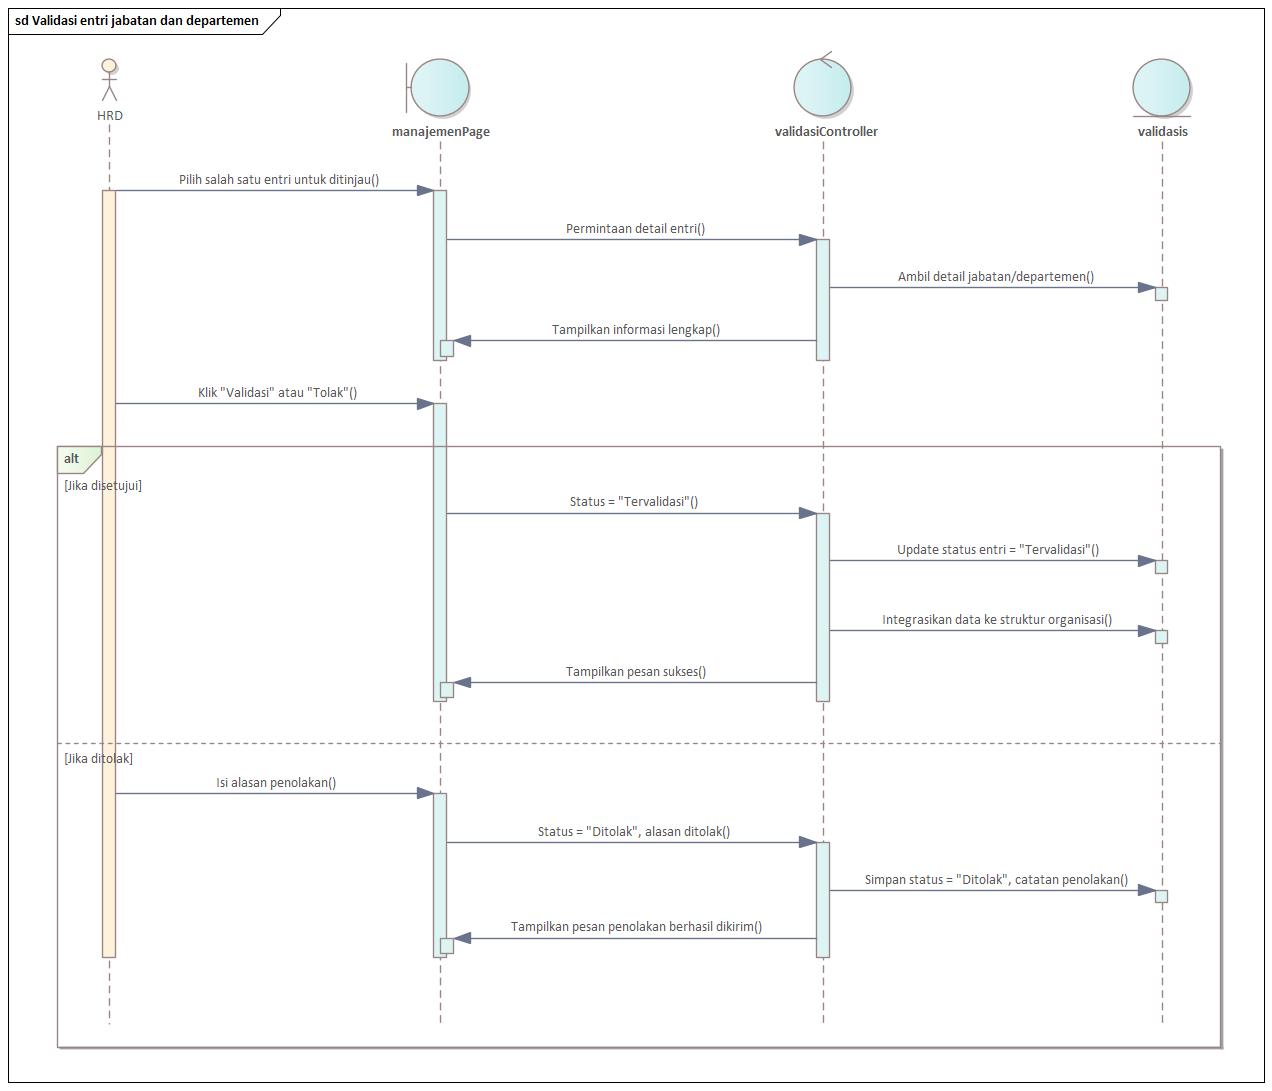 sd Validasi entri jabatan dan departemen
HRD
manajemenPage
validasiController
validasis
Pilih salah satu entri untuk ditinjau()
Permintaan detail entri()
Ambil detail jabatan/departemen()
Tampilkan informasi lengkap()
Klik "Validasi" atau "Tolak"()
alt
[Jika disetujui]
Status = "Tervalidasi"()
Update status entri = "Tervalidasi"()
Integrasikan data ke struktur organisasi()
Tampilkan pesan sukses()
[Jika ditolak]
Isi alasan penolakan()
Status = "Ditolak", alasan ditolak()
Simpan status = "Ditolak", catatan penolakan()
Tampilkan pesan penolakan berhasil dikirim()